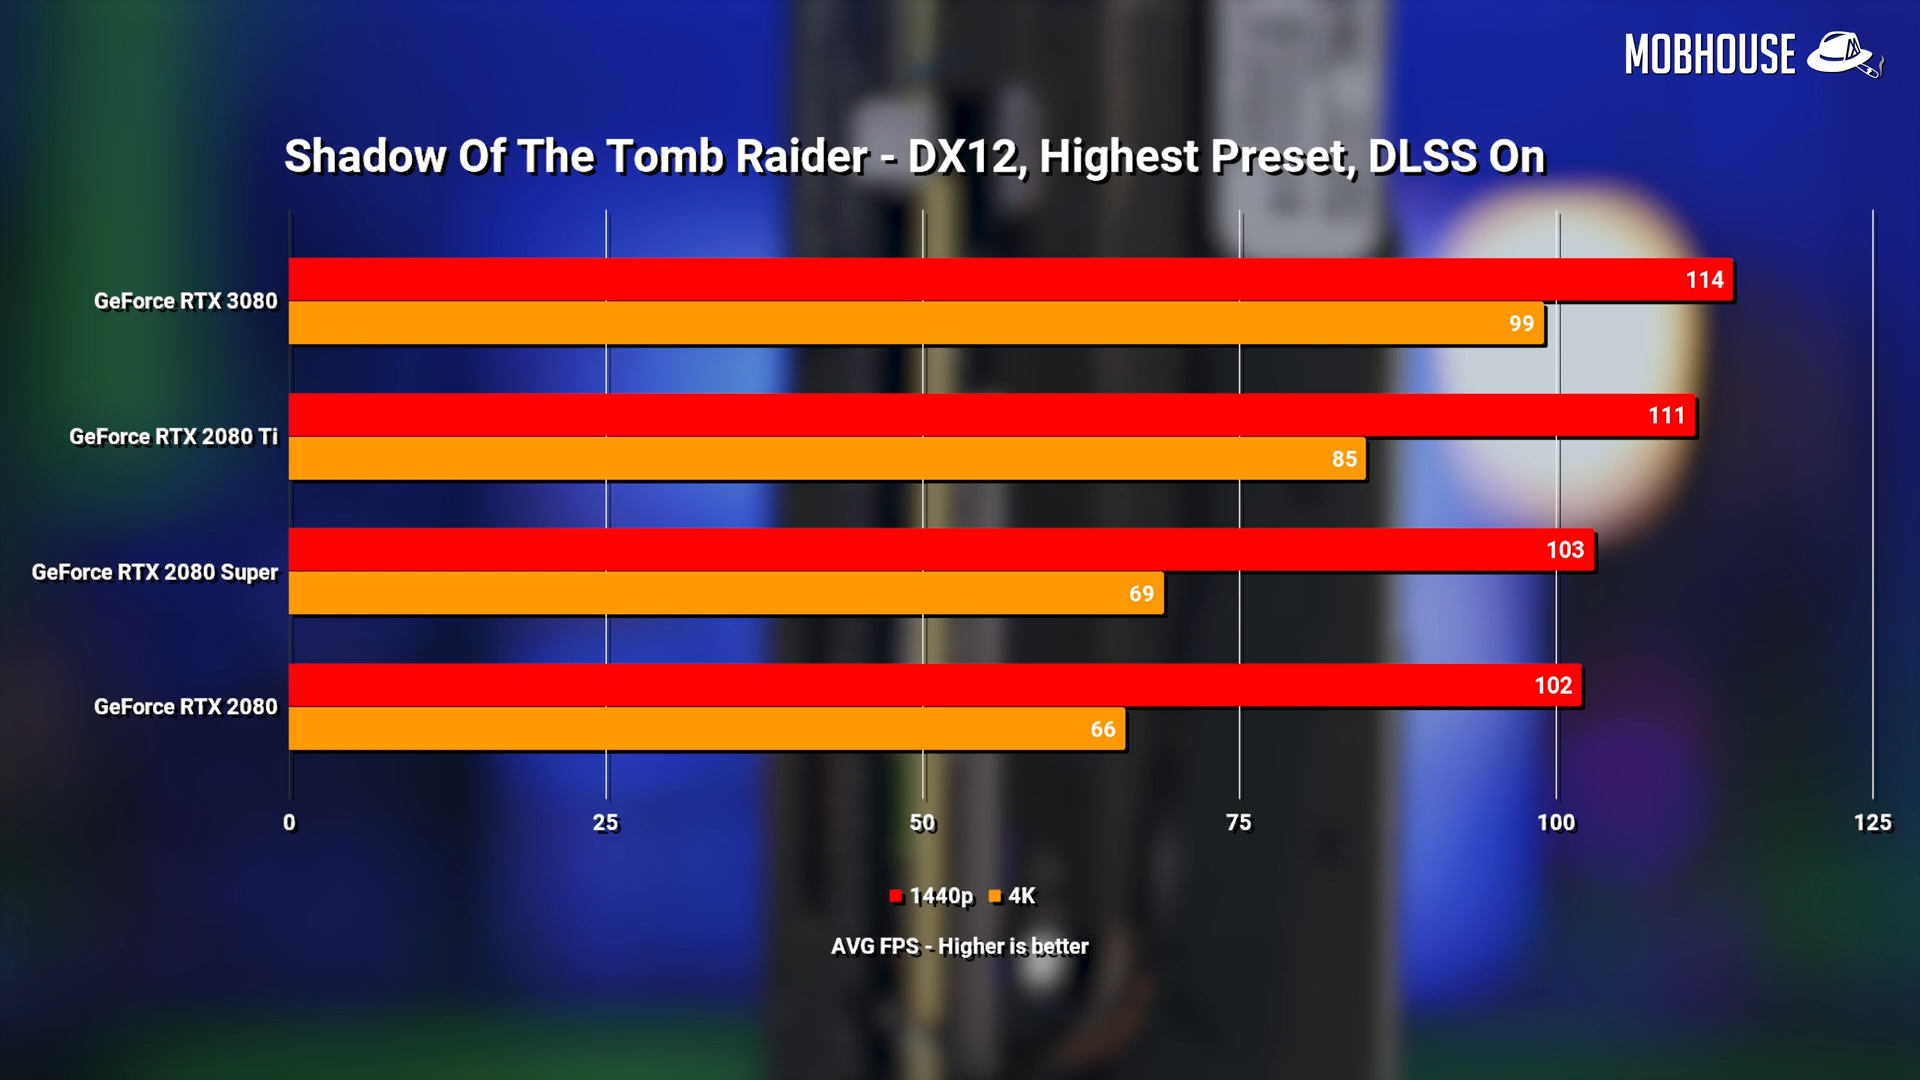 MOBHOUSE
Shadow Of The Tomb Raider - DX12, Highest Preset, DLSS On
GeForce RTX 3080
114
99
GeForce RTX 2080 Ti
111
85
GeForce RTX 2080 Super
103
69
GeForce RTX 2080
102
66
0 25 50 75 100 125
1440p 4K
AVG FPS - Higher is better